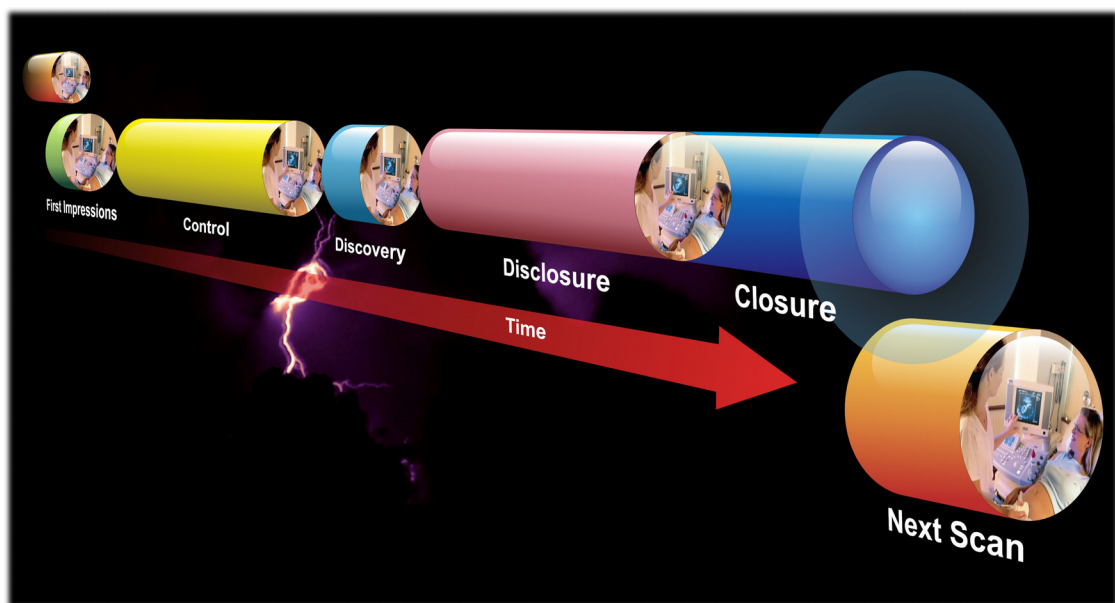 First Impressions
Control
Discovery
Disclosure
Closure
Time
Next Scan